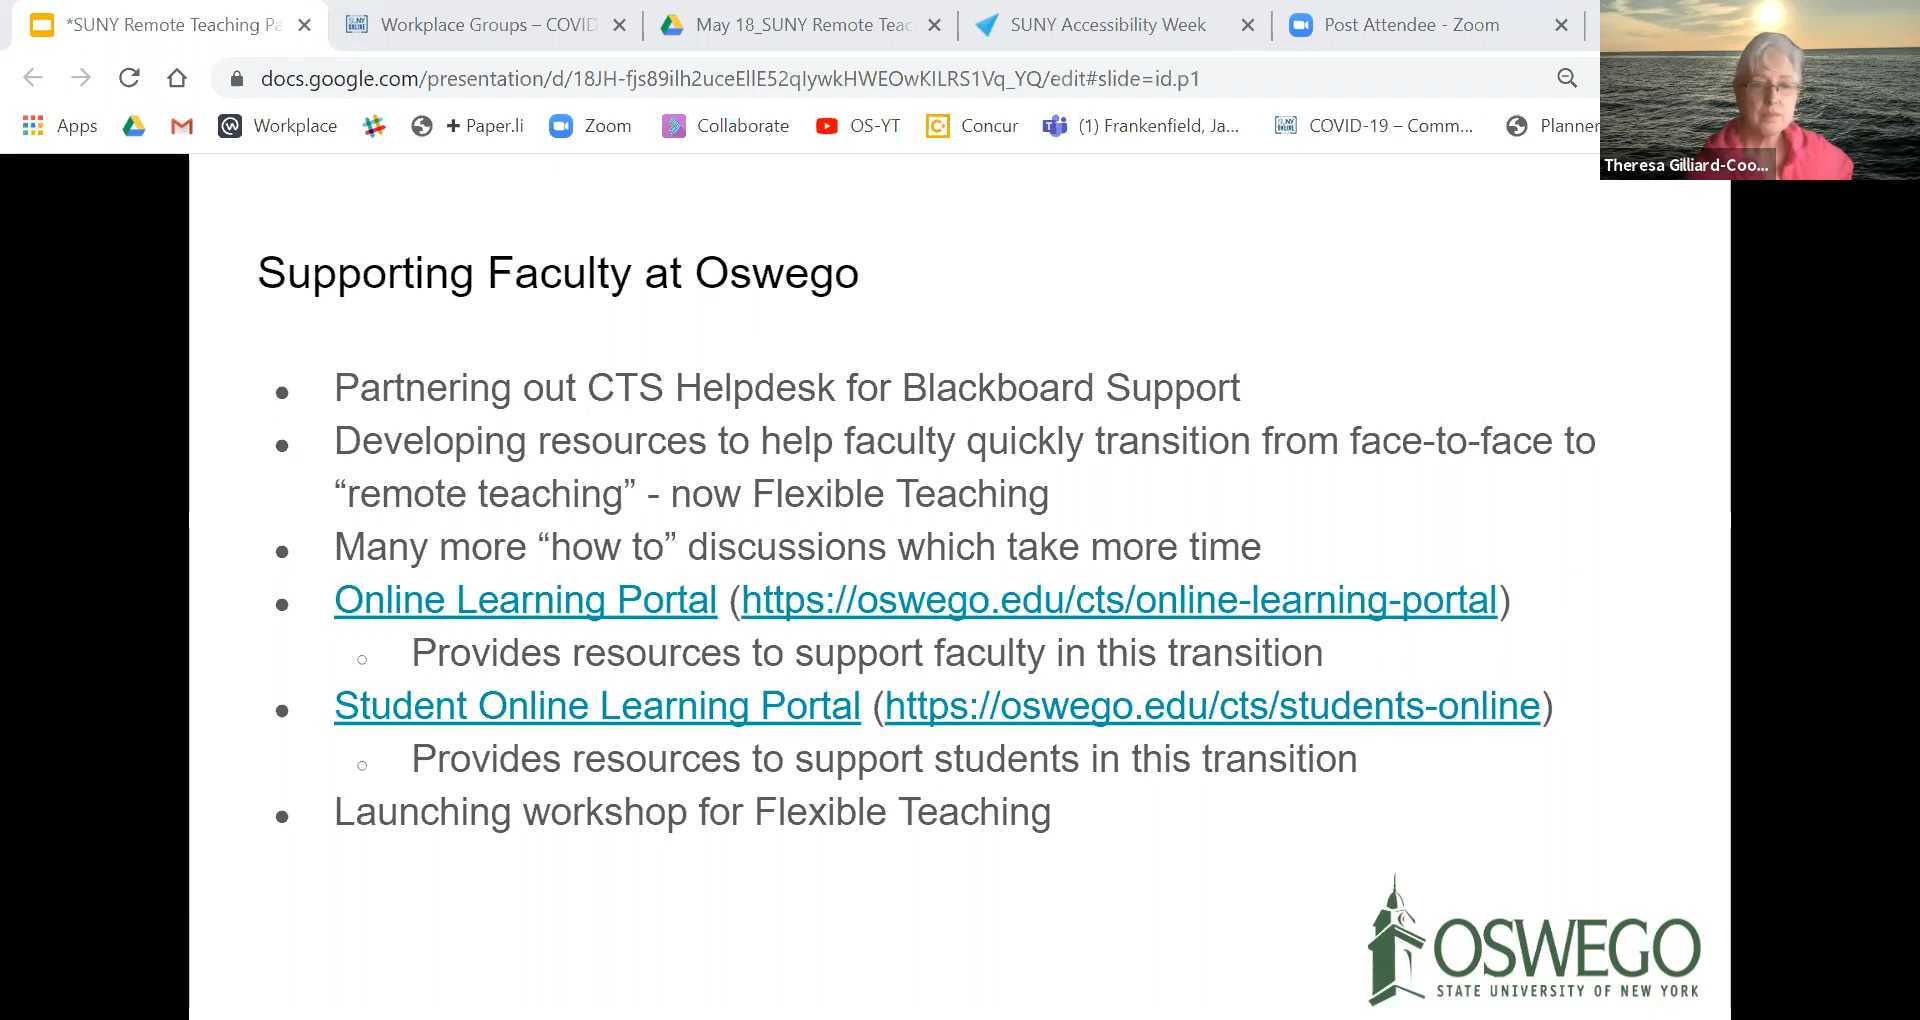 *SUNY Remote Teaching Pa
Workplace Groups – COVID
May 18_SUNY Remote Teac
SUNY Accessibility Week
Post Attendee - Zoom
docs.google.com/presentation/d/18JH-fjs89ilh2uceEllE52qIywkHWEOwKILRS1Vq_YQ/edit#slide=id.p1
Apps
Workplace
+ Paper.li
Zoom
Collaborate
OS-YT
Concur
(1) Frankenfield, Ja...
COVID-19 – Comm...
Planner
Theresa Gilliard-Coo...
Supporting Faculty at Oswego
● Partnering out CTS Helpdesk for Blackboard Support
● Developing resources to help faculty quickly transition from face-to-face to
“remote teaching” - now Flexible Teaching
● Many more “how to” discussions which take more time
● Online Learning Portal (https://oswego.edu/cts/online-learning-portal)
○ Provides resources to support faculty in this transition
● Student Online Learning Portal (https://oswego.edu/cts/students-online)
○ Provides resources to support students in this transition
● Launching workshop for Flexible Teaching
OSWEGO
STATE UNIVERSITY OF NEW YORK